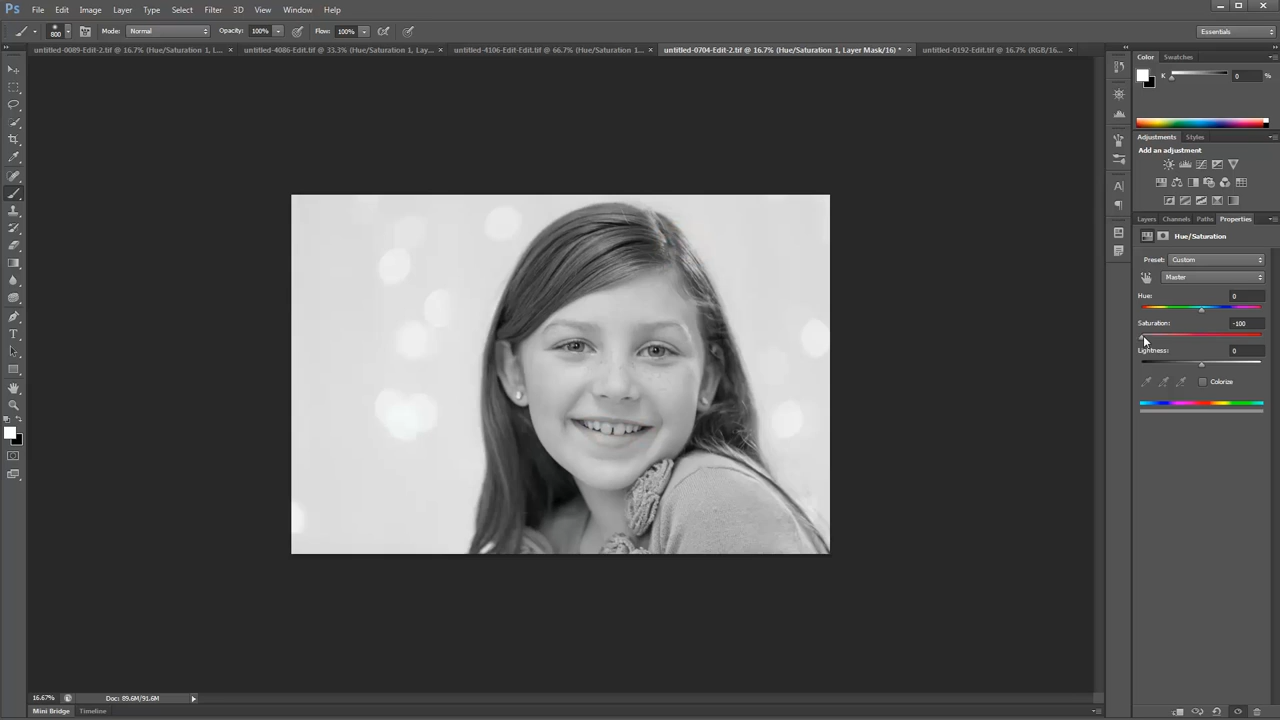 Ps File Edit Image Layer Type Select Filter 3D View Window Help
800 Mode: Normal Opacity: 100% Flow: 100% Essentials
untitled-0089-Edit-2.tif @ 16.7% (Hue/Saturation 1, L... × untitled-4086-Edit.tif @ 33.3% (Hue/Saturation 1, Lay... × untitled-4106-Edit-Edit.tif @ 66.7% (Hue/Saturation 1... × untitled-0704-Edit-2.tif @ 16.7% (Hue/Saturation 1, Layer Mask/16) * × untitled-0192-Edit.tif @ 16.7% (RGB/16... ×
Color Swatches
K 0 %
Adjustments Styles
Add an adjustment
Layers Channels Paths Properties
Hue/Saturation
Preset: Custom
Master
Hue: 0
Saturation: -100
Lightness: 0
Colorize
16.67% Doc: 89.6M/91.6M
Mini Bridge Timeline